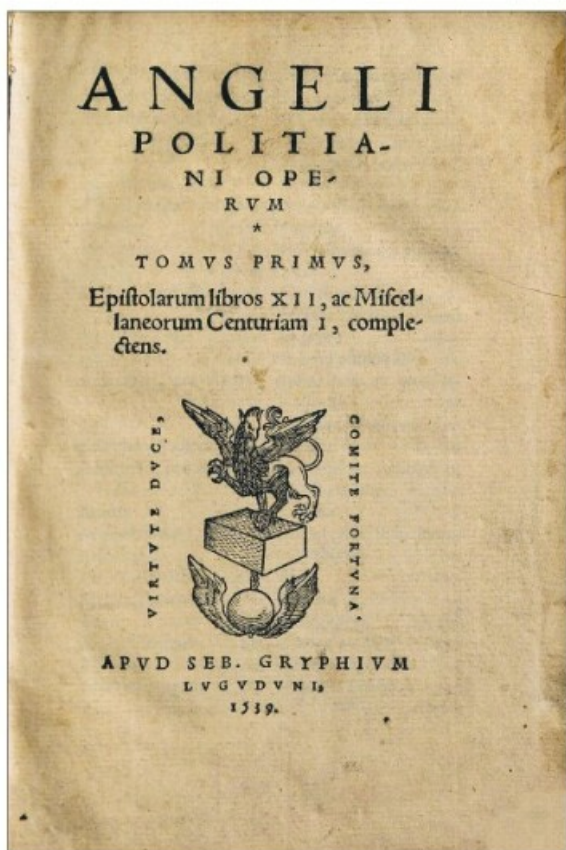 ANGELI
POLITIA-
NI OPE-
RVM
*
TOMVS PRIMVS,
Epistolarum libros XII, ac Miſcel-
laneorum Centuriam I, comple-
ctens.
VIRTVTE DVCE,
COMITE FORTVNA.
APVD SEB. GRYPHIVM
LVGVDVNI,
1539.